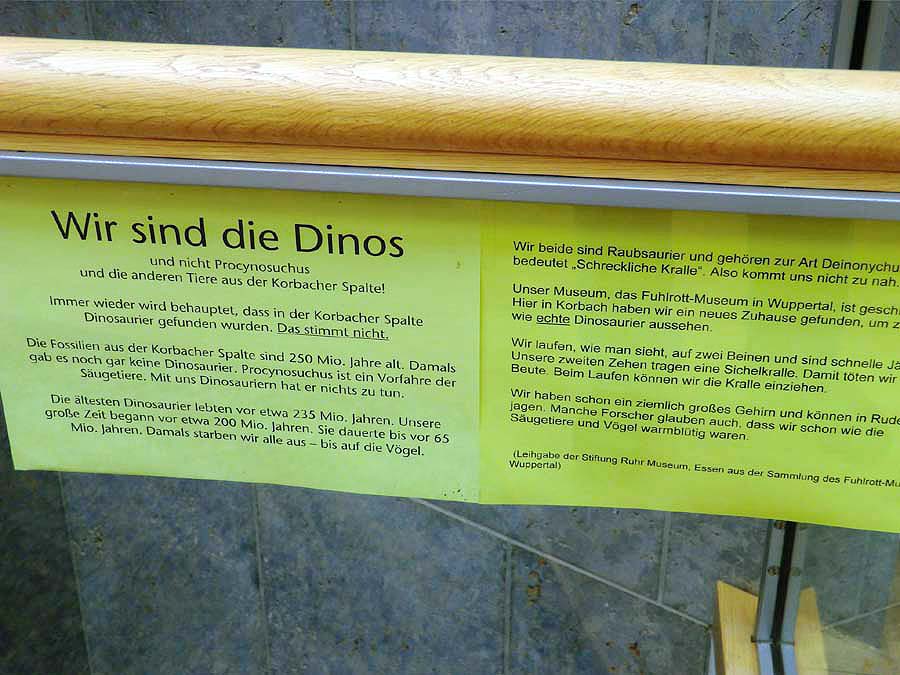 Wir sind die Dinos
und nicht Procynosuchus
und die anderen Tiere aus der Korbacher Spalte!
Immer wieder wird behauptet, dass in der Korbacher Spalte
Dinosaurier gefunden wurden. Das stimmt nicht.
Die Fossilien aus der Korbacher Spalte sind 250 Mio. Jahre alt. Damals
gab es noch gar keine Dinosaurier. Procynosuchus ist ein Vorfahre der
Säugetiere. Mit uns Dinosauriern hat er nichts zu tun.
Die ältesten Dinosaurier lebten vor etwa 235 Mio. Jahren. Unsere
große Zeit begann vor etwa 200 Mio. Jahren. Sie dauerte bis vor 65
Mio. Jahren. Damals starben wir alle aus – bis auf die Vögel.
Wir beide sind Raubsaurier und gehören zur Art
bedeutet „Schreckliche Kralle“. Also kommt uns nicht zu nah.
Unser Museum, das Fuhlrott-Museum in Wuppertal, ist
Hier in Korbach haben wir ein neues Zuhause gefunden, um
wie echte Dinosaurier aussehen.
Wir laufen, wie man sieht, auf zwei Beinen und sind schnelle
Unsere zweiten Zehen tragen eine Sichelkralle. Damit töten wir
Beute. Beim Laufen können wir die Kralle einziehen.
Wir haben schon ein ziemlich großes Gehirn und können in
jagen. Manche Forscher glauben auch, dass wir schon wie die
Säugetiere und Vögel warmblütig waren.
(Leihgabe der Stiftung Ruhr Museum, Essen aus der Sammlung des
Wuppertal)